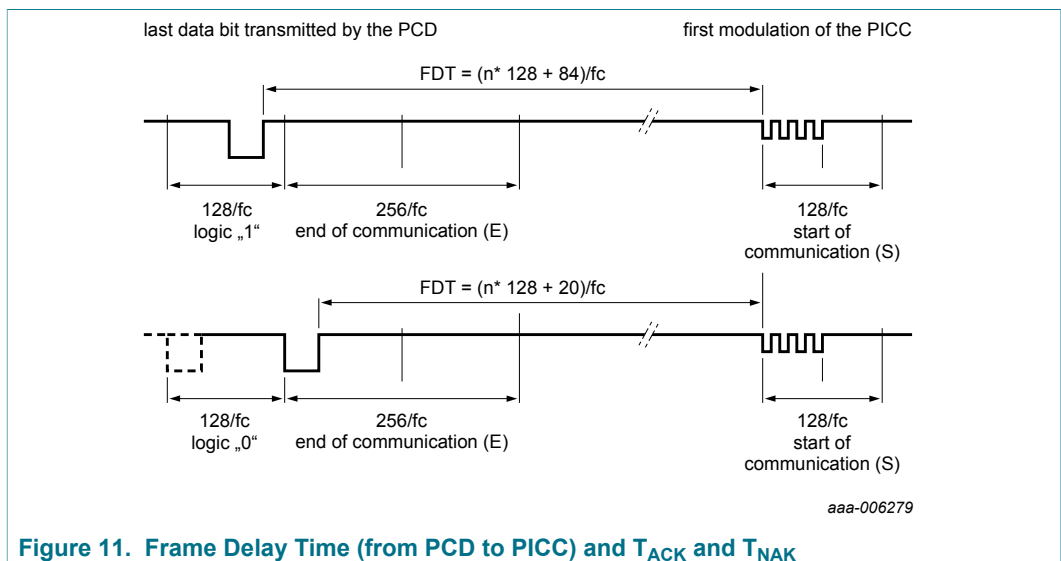 last data bit transmitted by the PCD
first modulation of the PICC
FDT = (n* 128 + 84)/fc
128/fc
logic „1“
256/fc
end of communication (E)
128/fc
start of
communication (S)
FDT = (n* 128 + 20)/fc
128/fc
logic „0“
256/fc
end of communication (E)
128/fc
start of
communication (S)
aaa-006279
Figure 11. Frame Delay Time (from PCD to PICC) and TACK and TNAK